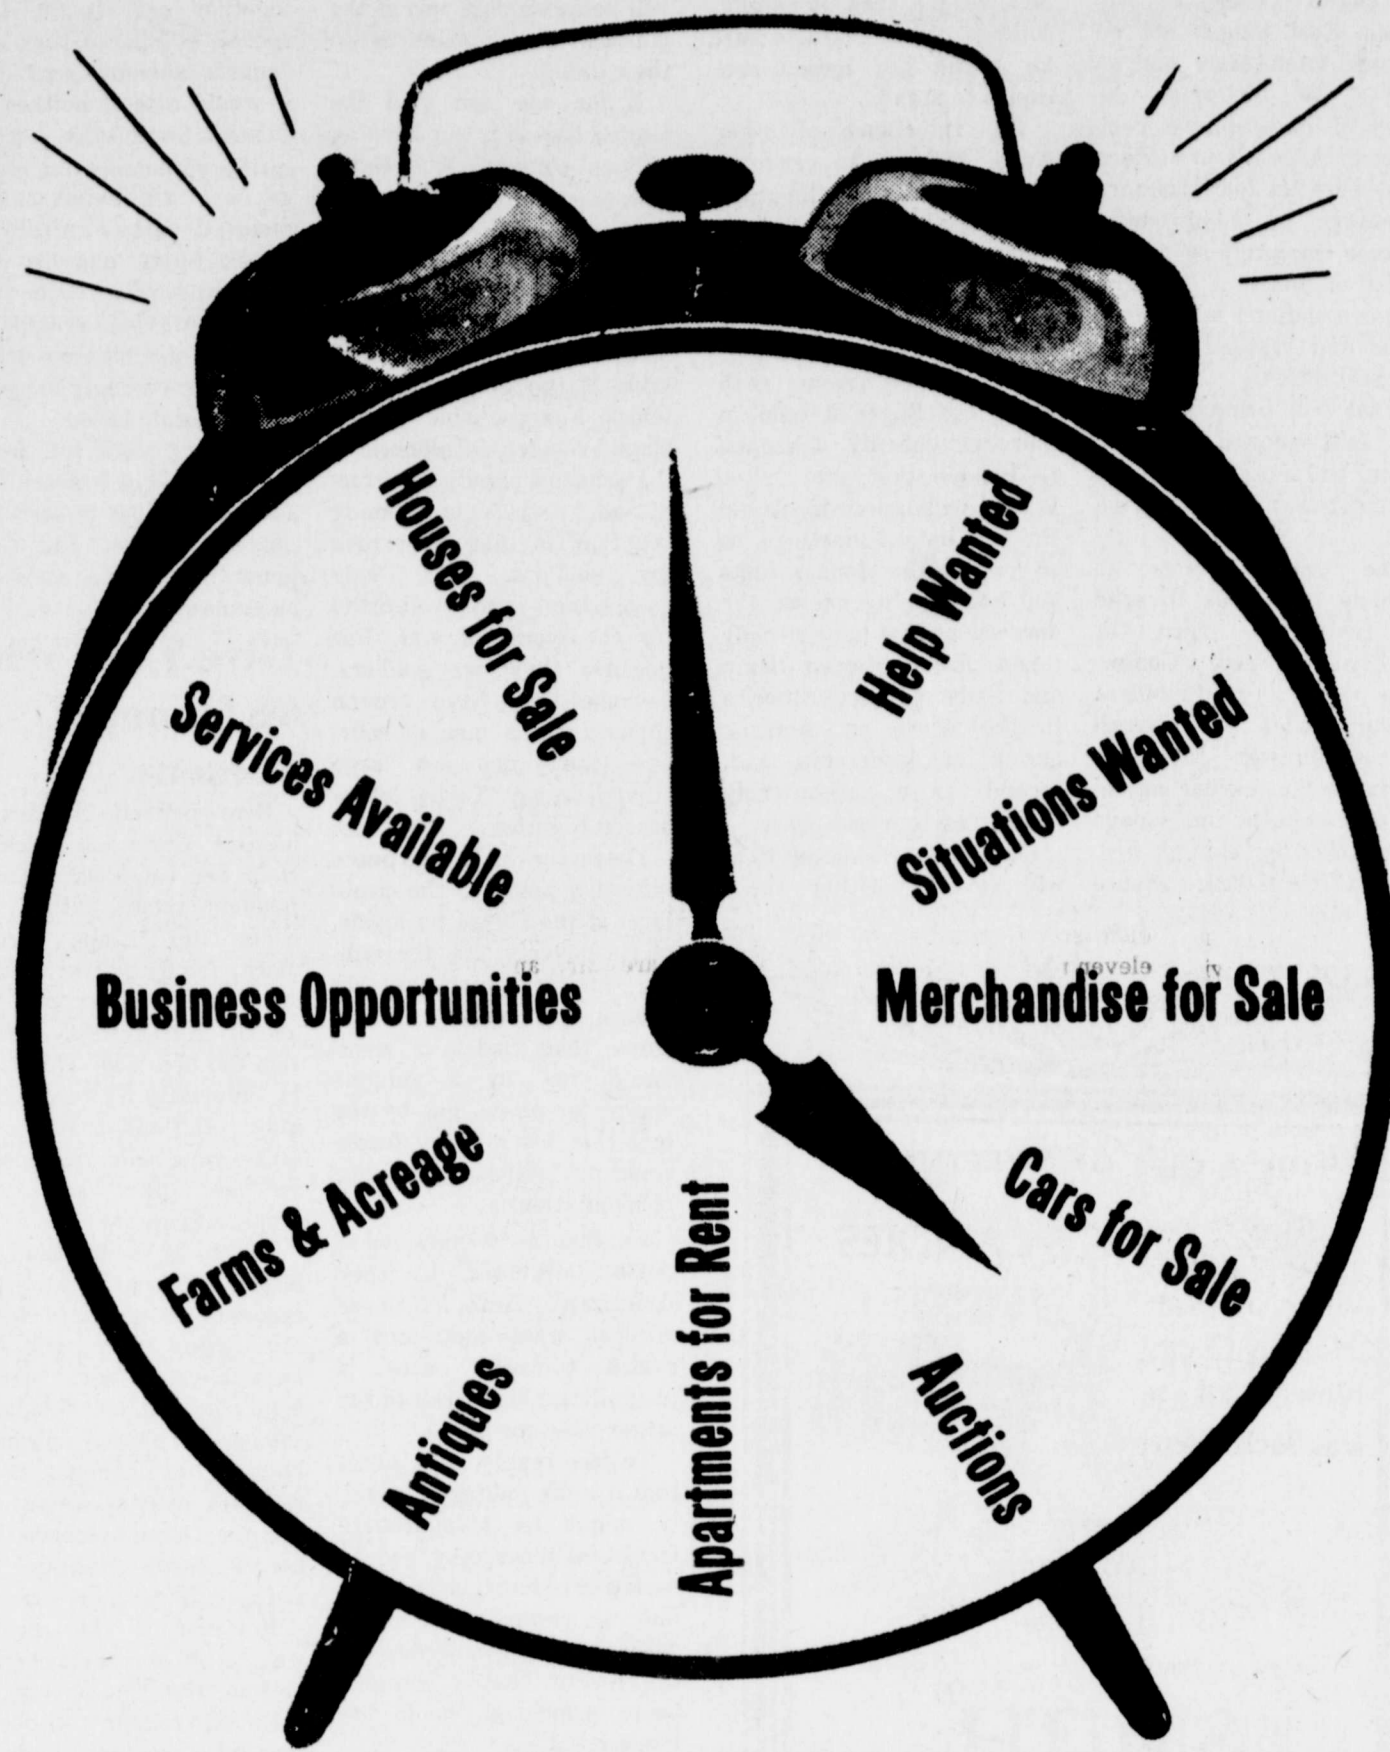 Houses for Sale
Help Wanted
Services Available
Situations Wanted
Business Opportunities
Merchandise for Sale
Farms & Acreage
Cars for Sale
Antiques
Apartments for Rent
Auctions